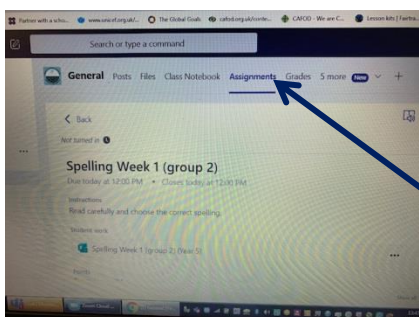 Partner with a scho...
The Global Goals
CAFOD - We are C...
Search or type a command
General Posts Files Class Notebook Assignments Grades 5 more New
Back
Not turned in
Spelling Week 1 (group 2)
Due today at 12:00 PM • Closes today at 12:00 PM
Instructions
Read carefully and choose the correct spelling.
Student work
Spelling Week 1 (group 2) (Year 5)
Points